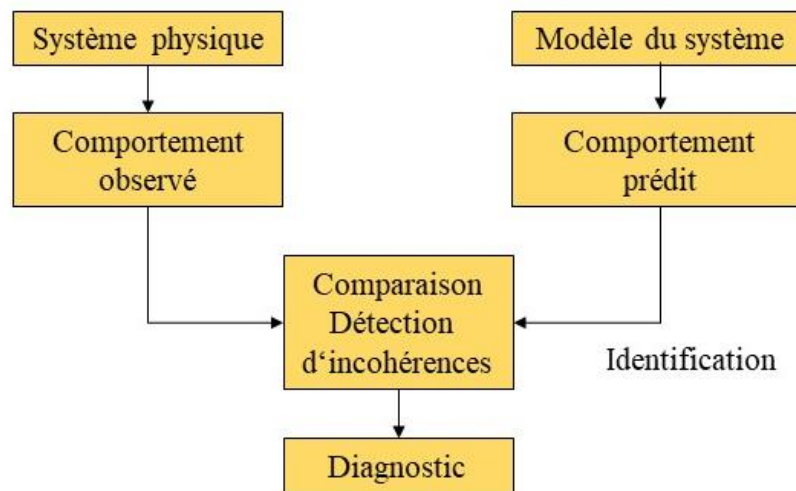 Système physique
Modèle du système
Comportement
observé
Comportement
prédit
Comparaison
Détection
d‘incohérences
Identification
Diagnostic